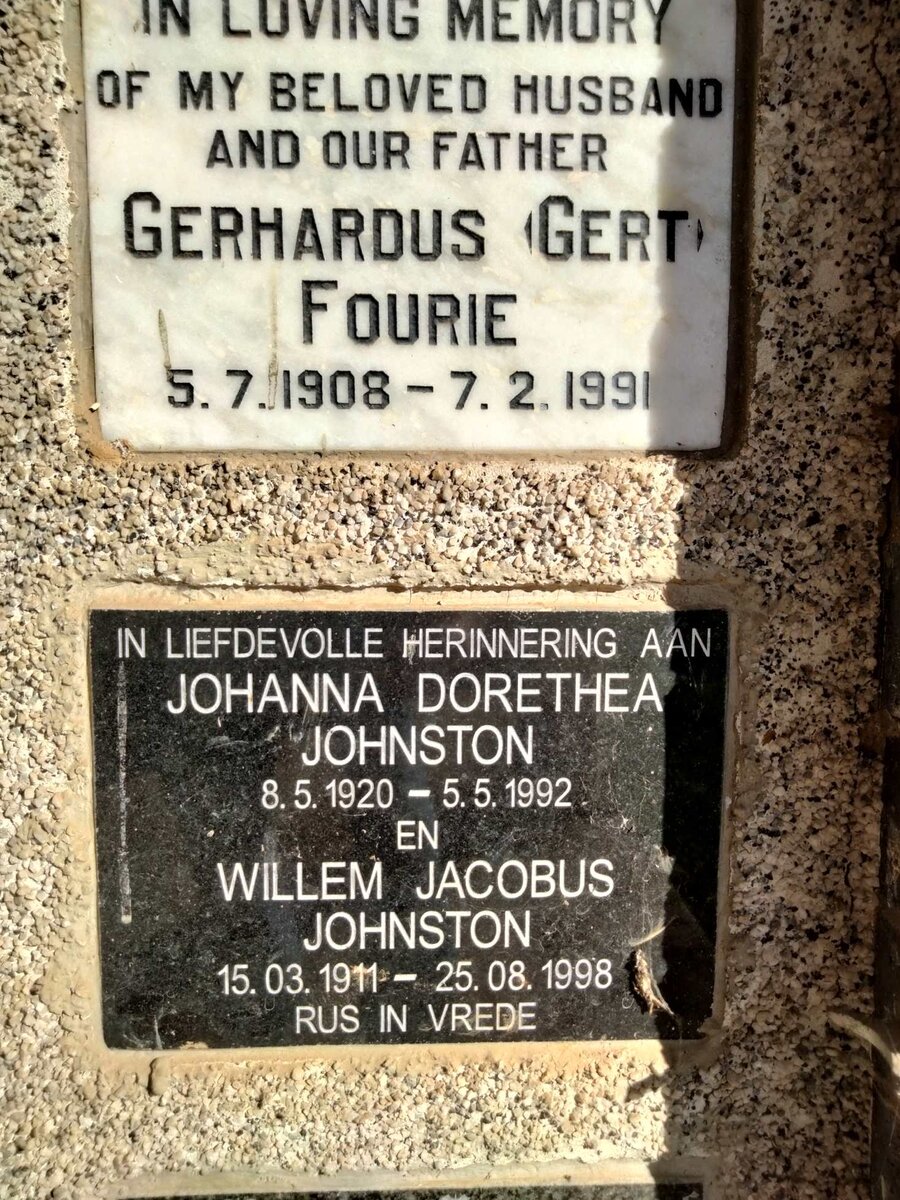 IN LOVING MEMORY
OF MY BELOVED HUSBAND
AND OUR FATHER
GERHARDUS (GERT)
FOURIE
5.7.1908 – 7.2.1991
IN LIEFDEVOLLE HERINNERING AAN
JOHANNA DORETHEA
JOHNSTON
8.5.1920 – 5.5.1992
EN
WILLEM JACOBUS
JOHNSTON
15.03.1911 – 25.08.1998
RUS IN VREDE